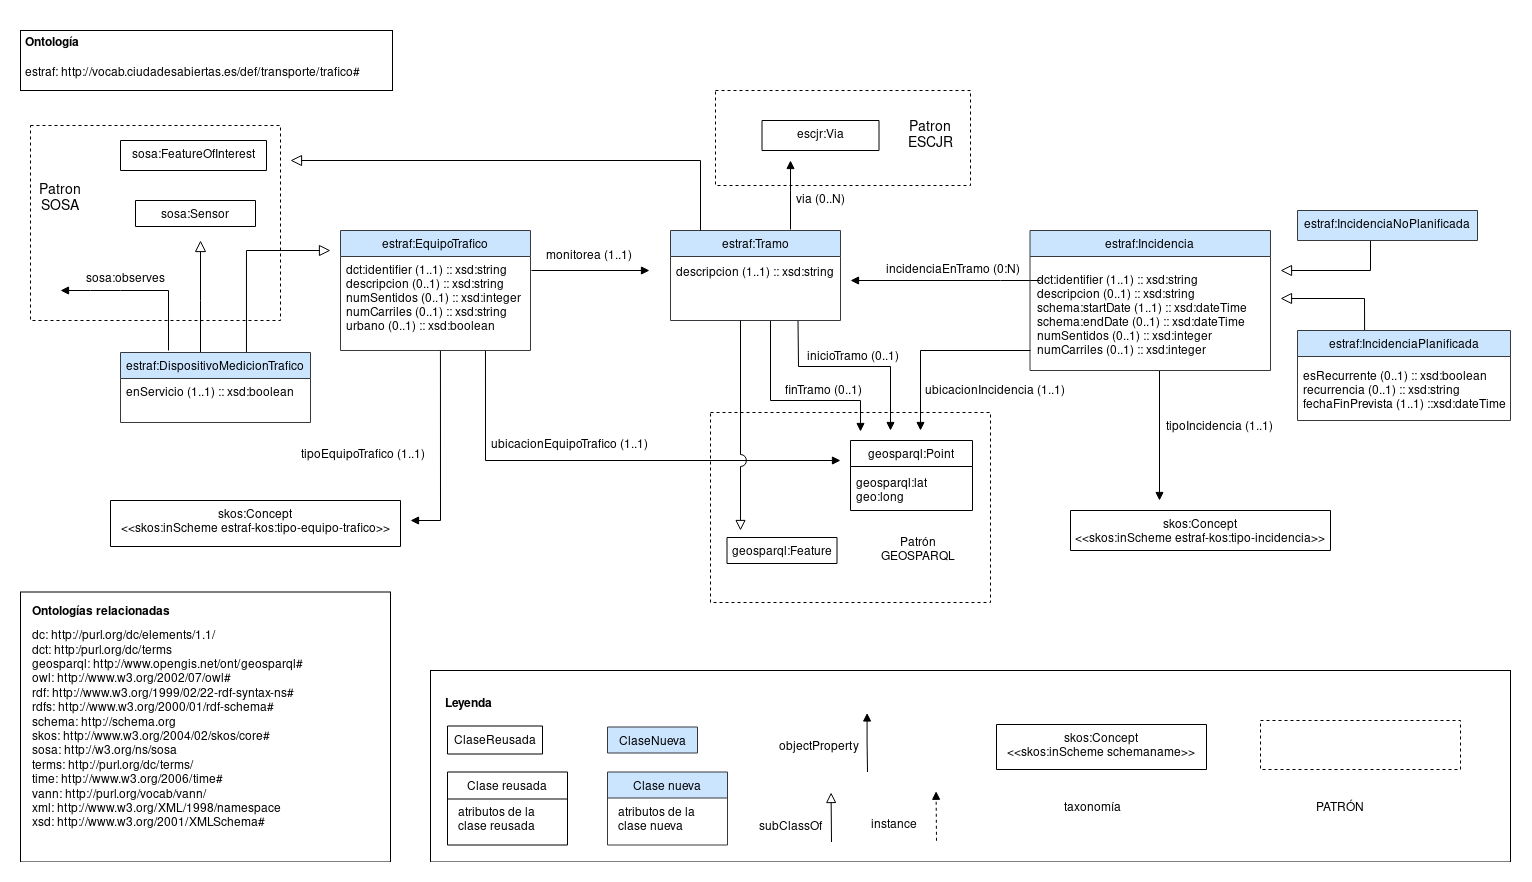 Ontología
estraf: http://vocab.ciudadesabiertas.es/def/transporte/trafico#
Patron
ESCJR
escjr:Via
via (0..N)
Patron
SOSA
sosa:FeatureOfInterest
sosa:Sensor
sosa:observes
estraf:DispositivoMedicionTrafico
enServicio (1..1) :: xsd:boolean
estraf:EquipoTrafico
dct:identifier (1..1) :: xsd:string
descripcion (0..1) :: xsd:string
numSentidos (0..1) :: xsd:integer
numCarriles (0..1) :: xsd:string
urbano (0..1) :: xsd:boolean
monitorea (1..1)
estraf:Tramo
descripcion (1..1) :: xsd:string
incidenciaEnTramo (0:N)
estraf:Incidencia
dct:identifier (1..1) :: xsd:string
descripcion (0..1) :: xsd:string
schema:startDate (1..1) :: xsd:dateTime
schema:endDate (0..1) :: xsd:dateTime
numSentidos (0..1) :: xsd:integer
numCarriles (0..1) :: xsd:integer
estraf:IncidenciaNoPlanificada
estraf:IncidenciaPlanificada
esRecurrente (0..1) :: xsd:boolean
recurrencia (0..1) :: xsd:string
fechaFinPrevista (1..1) ::xsd:dateTime
inicioTramo (0..1)
finTramo (0..1)
ubicacionIncidencia (1..1)
tipoIncidencia (1..1)
ubicacionEquipoTrafico (1..1)
tipoEquipoTrafico (1..1)
geosparql:Point
geosparql:lat
geo:long
geosparql:Feature
Patrón
GEOSPARQL
skos:Concept
<<skos:inScheme estraf-kos:tipo-equipo-trafico>>
skos:Concept
<<skos:inScheme estraf-kos:tipo-incidencia>>
Ontologías relacionadas
dc: http://purl.org/dc/elements/1.1/
dct: http:/purl.org/dc/terms
geosparql: http://www.opengis.net/ont/geosparql#
owl: http://www.w3.org/2002/07/owl#
rdf: http://www.w3.org/1999/02/22-rdf-syntax-ns#
rdfs: http://www.w3.org/2000/01/rdf-schema#
schema: http://schema.org
skos: http://www.w3.org/2004/02/skos/core#
sosa: http://w3.org/ns/sosa
terms: http://purl.org/dc/terms/
time: http://www.w3.org/2006/time#
vann: http://purl.org/vocab/vann/
xml: http://www.w3.org/XML/1998/namespace
xsd: http://www.w3.org/2001/XMLSchema#
Leyenda
ClaseReusada
ClaseNueva
Clase reusada
atributos de la
clase reusada
Clase nueva
atributos de la
clase nueva
objectProperty
subClassOf
instance
skos:Concept
<<skos:inScheme schemaname>>
taxonomía
PATRÓN